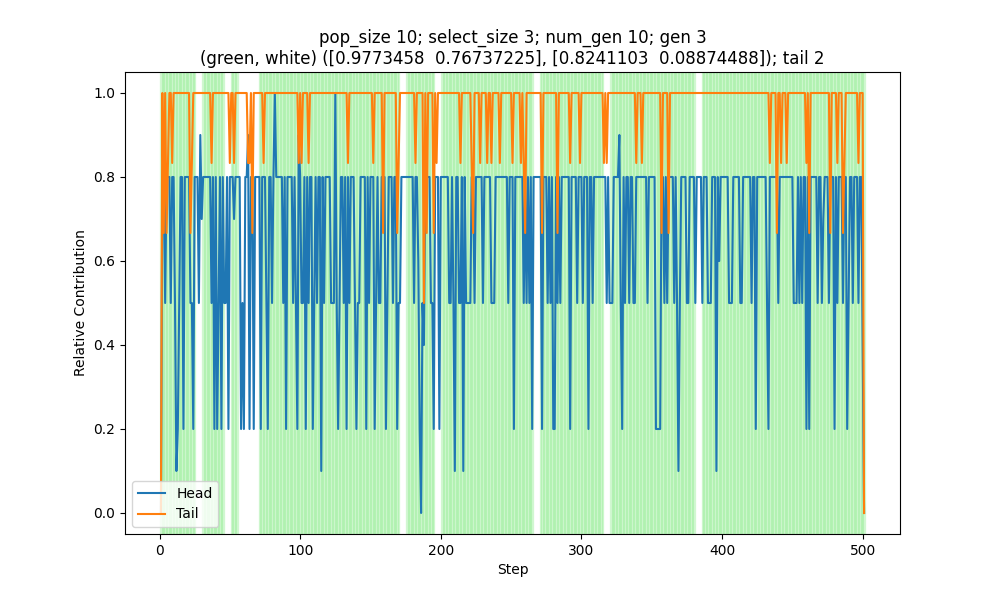 pop_size 10; select_size 3; num_gen 10; gen 3
(green, white) ([0.9773458  0.76737225], [0.8241103  0.08874488]); tail 2
1.0
0.8
0.6
0.4
0.2
0.0
Relative Contribution
Head
Tail
0
100
200
300
400
500
Step